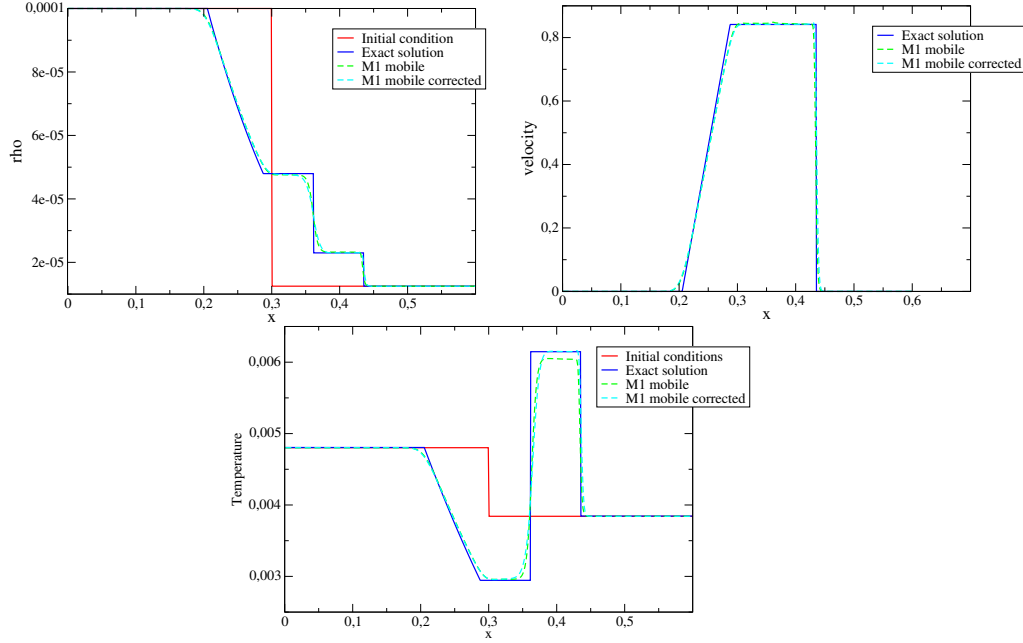 0,0001
8e-05
6e-05
4e-05
2e-05
rho
0
0,1
0,2
0,3
0,4
0,5
x
Initial condition
Exact solution
M1 mobile
M1 mobile corrected
0,8
0,6
0,4
0,2
0
velocity
0
0,1
0,2
0,3
0,4
0,5
0,6
x
Exact solution
M1 mobile
M1 mobile corrected
0.006
0.005
0.004
0.003
Temperature
0
0,1
0,2
0,3
0,4
0,5
x
Initial conditions
Exact solution
M1 mobile
M1 mobile corrected